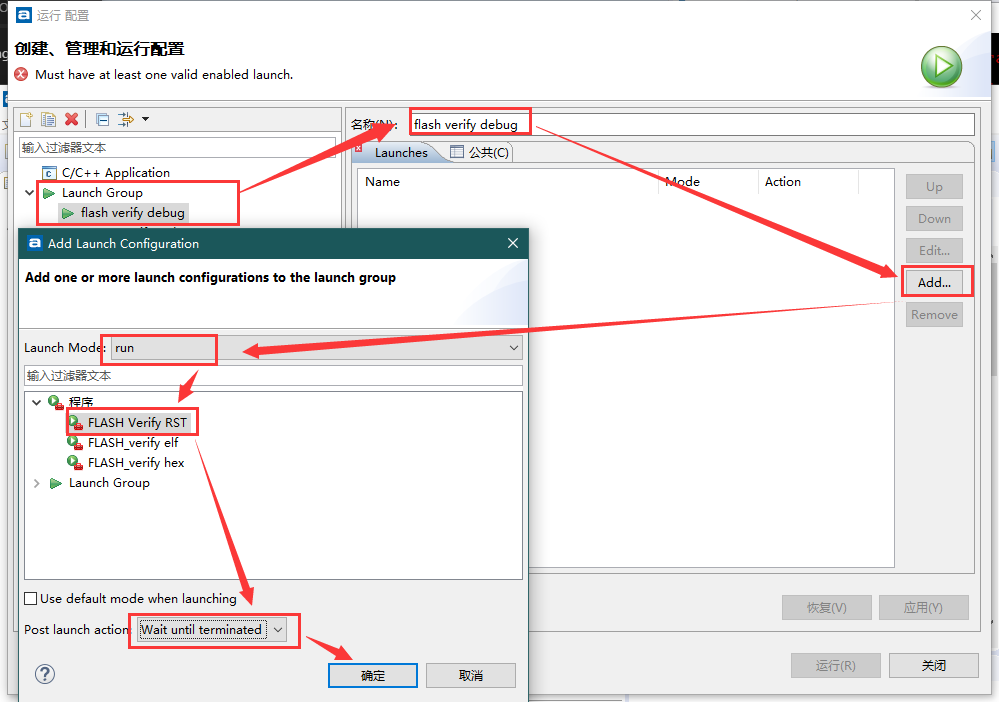 运行 配置
创建、管理和运行配置
Must have at least one valid enabled launch.
输入过滤器文本
C/C++ Application
Launch Group
flash verify debug
名称(N):
flash verify debug
Launches
公共(C)
Name
Mode
Action
Up
Down
Edit...
Add...
Remove
恢复(V)
应用(Y)
运行(R)
关闭
Add Launch Configuration
Add one or more launch configurations to the launch group
Launch Mode:
run
输入过滤器文本
程序
FLASH Verify RST
FLASH_verify elf
FLASH_verify hex
Launch Group
Use default mode when launching
Post launch action:
Wait until terminated
确定
取消